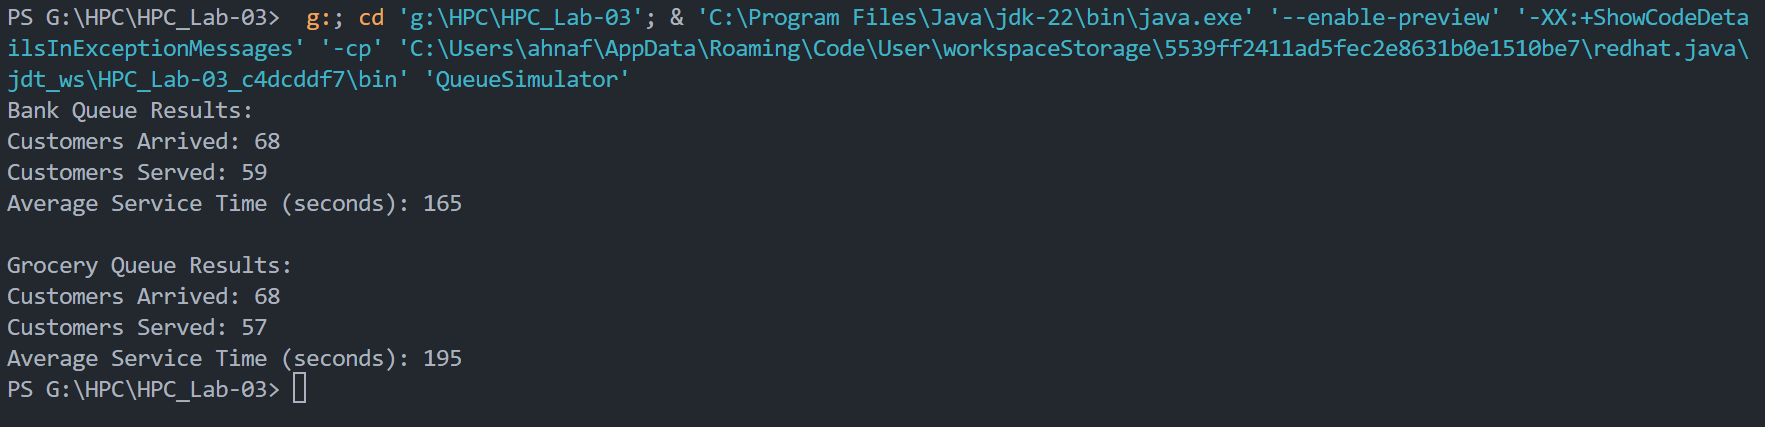 PS G:\HPC\HPC_Lab-03>  g:; cd 'g:\HPC\HPC_Lab-03'; & 'C:\Program Files\Java\jdk-22\bin\java.exe' '--enable-preview' '-XX:+ShowCodeDeta
ilsInExceptionMessages' '-cp' 'C:\Users\ahnaf\AppData\Roaming\Code\User\workspaceStorage\5539ff2411ad5fec2e8631b0e1510be7\redhat.java\
jdt_ws\HPC_Lab-03_c4dcddf7\bin' 'QueueSimulator'
Bank Queue Results:
Customers Arrived: 68
Customers Served: 59
Average Service Time (seconds): 165

Grocery Queue Results:
Customers Arrived: 68
Customers Served: 57
Average Service Time (seconds): 195
PS G:\HPC\HPC_Lab-03>